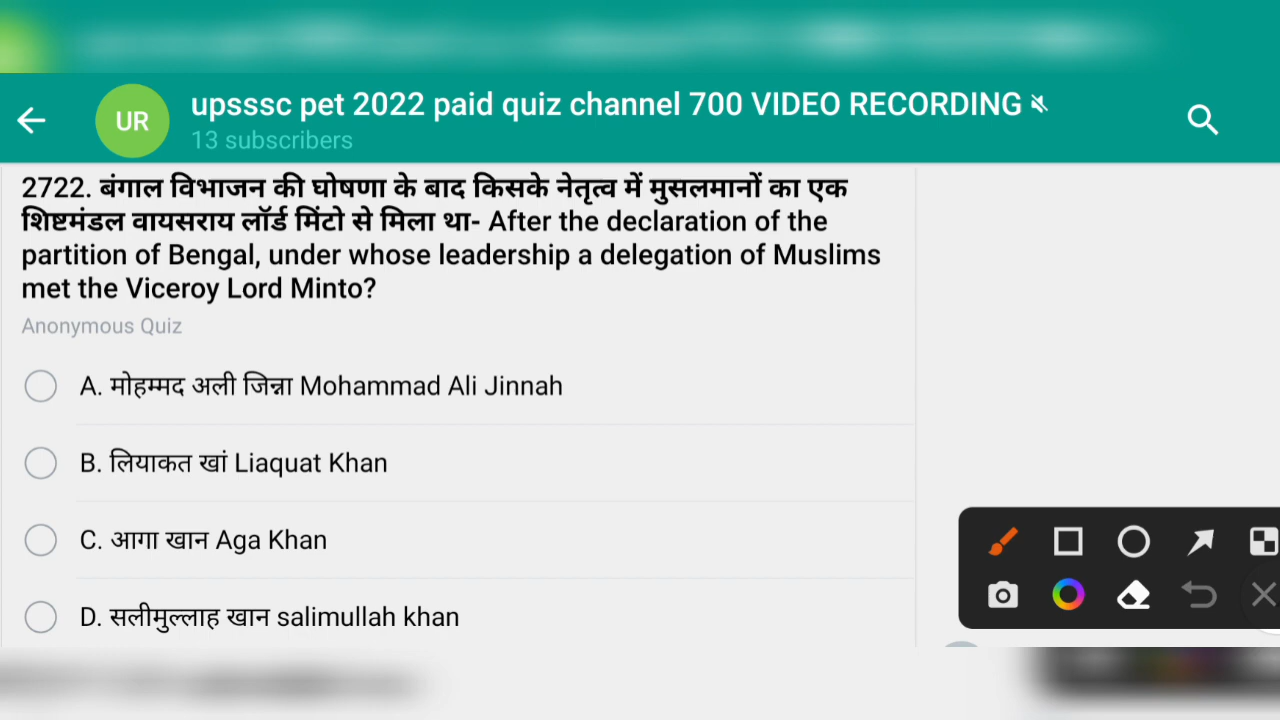 UR
upsssc pet 2022 paid quiz channel 700 VIDEO RECORDING
13 subscribers
2722. बंगाल विभाजन की घोषणा के बाद किसके नेतृत्व में मुसलमानों का एक
शिष्टमंडल वायसराय लॉर्ड मिंटो से मिला था- After the declaration of the
partition of Bengal, under whose leadership a delegation of Muslims
met the Viceroy Lord Minto?
Anonymous Quiz
A. मोहम्मद अली जिन्ना Mohammad Ali Jinnah
B. लियाकत खां Liaquat Khan
C. आगा खान Aga Khan
D. सलीमुल्लाह खान salimullah khan